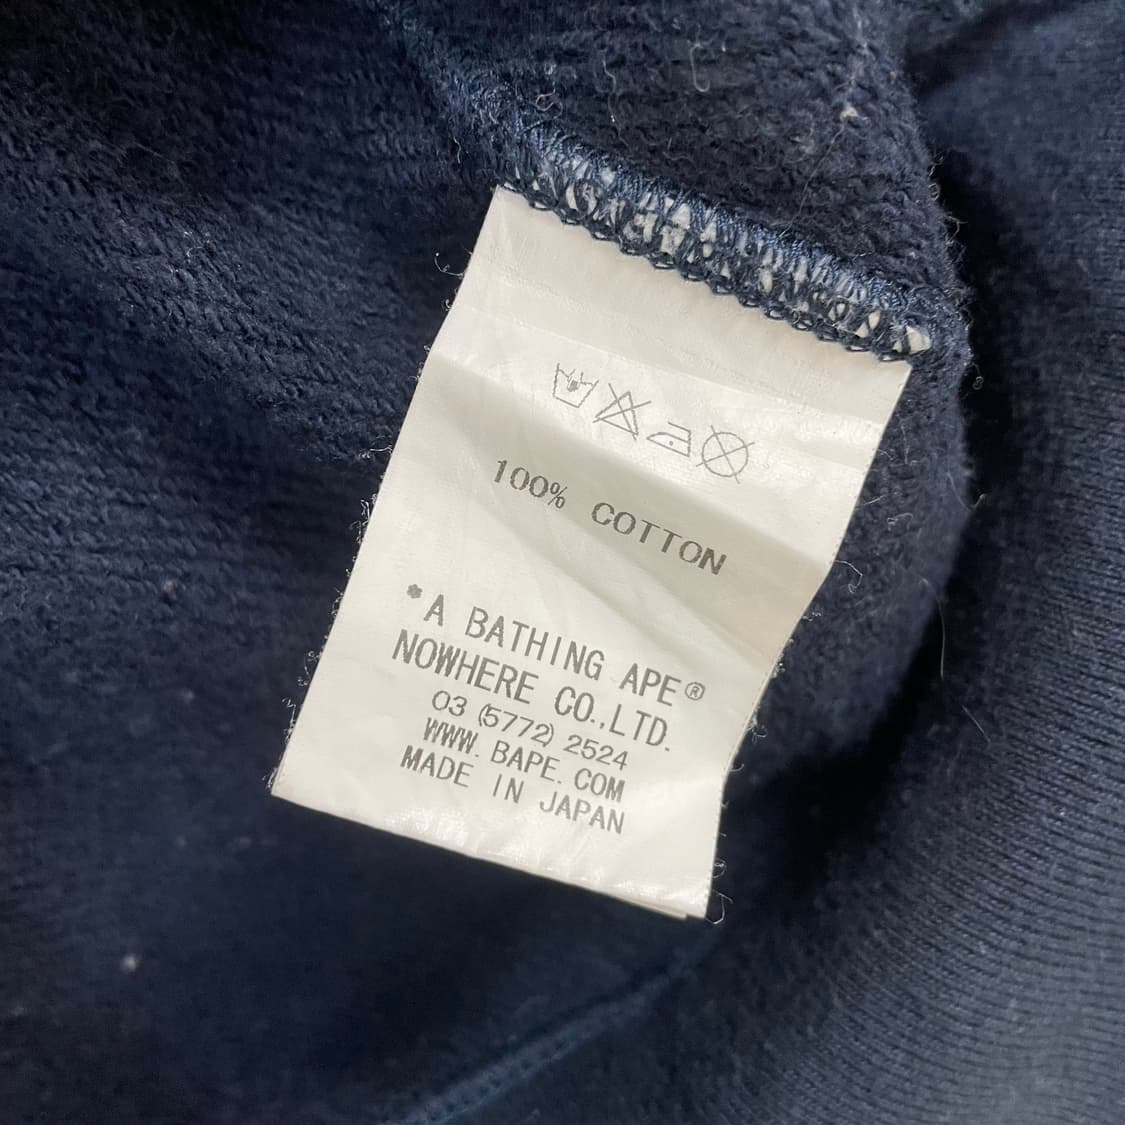 100% COTTON
*A BATHING APE®
NOWHERE CO.,LTD.
03 (5772) 2524
WWW. BAPE. COM
MADE IN JAPAN